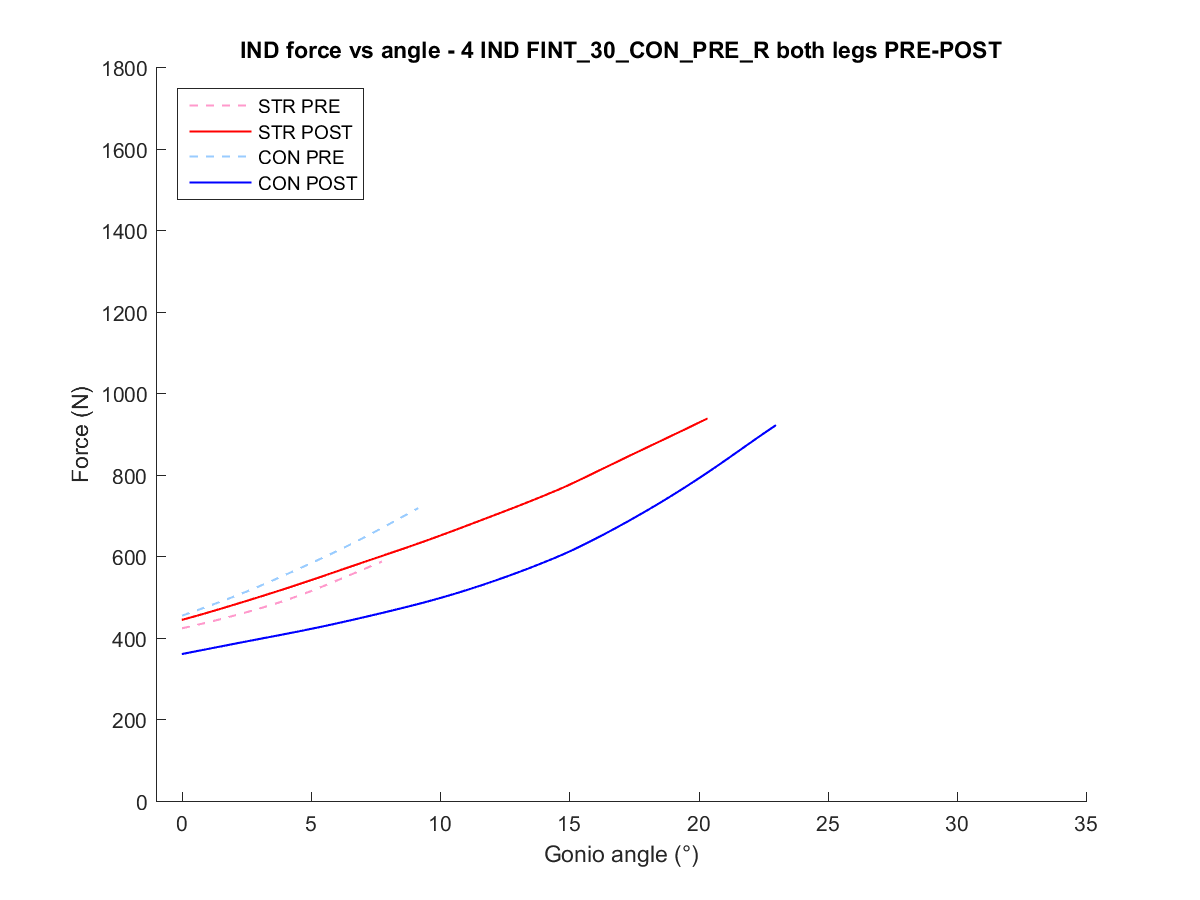 IND force vs angle - 4 IND FINT_30_CON_PRE_R both legs PRE-POST
1800
1600
1400
1200
1000
800
600
400
200
0
Force (N)
STR PRE
STR POST
CON PRE
CON POST
0 5 10 15 20 25 30 35
Gonio angle (°)